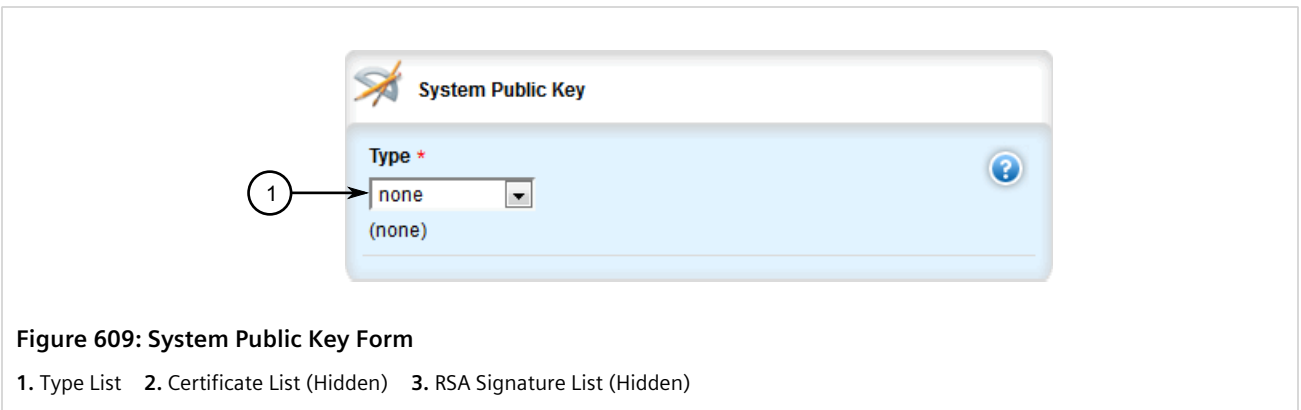 System Public Key
Type *
1
none
(none)
Figure 609: System Public Key Form
1. Type List 2. Certificate List (Hidden) 3. RSA Signature List (Hidden)